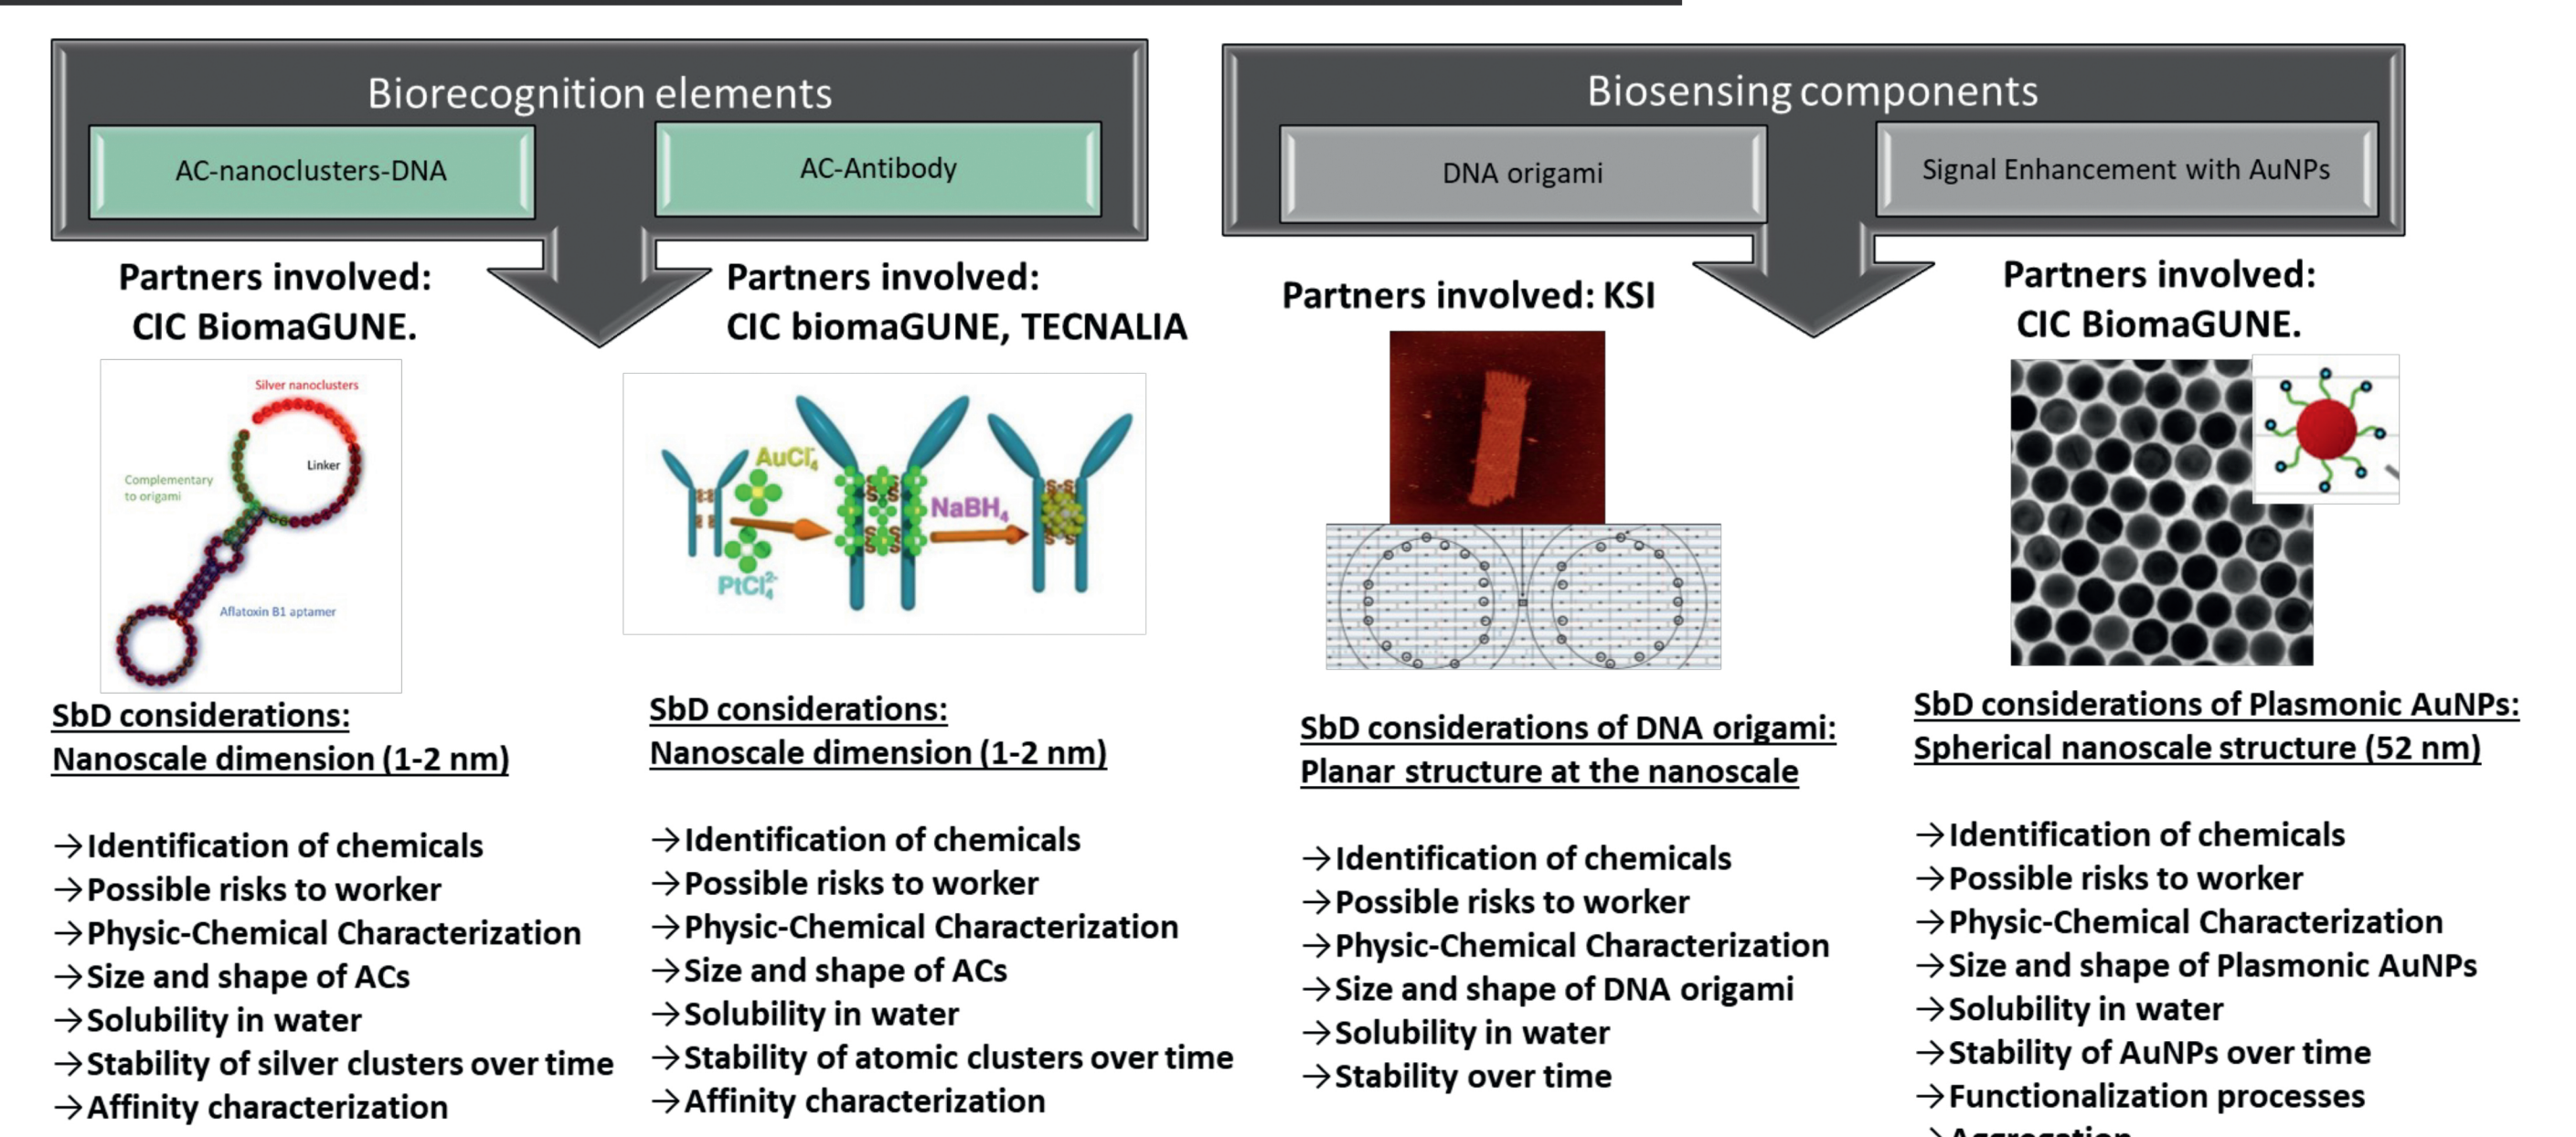 Biorecognition elements
AC-nanoclusters-DNA
AC-Antibody
Partners involved:
CIC BiomaGUNE.
Partners involved:
CIC biomaGUNE, TECNALIA
Silver nanoclusters
Linker
Complementary
to origami
Aflatoxin B1 aptamer
AuCl₄⁻
PtCl₄²⁻
S S
S S
NaBH₄
S S
S S
SbD considerations:
Nanoscale dimension (1-2 nm)
→Identification of chemicals
→Possible risks to worker
→Physic-Chemical Characterization
→Size and shape of ACs
→Solubility in water
→Stability of silver clusters over time
→Affinity characterization
SbD considerations:
Nanoscale dimension (1-2 nm)
→Identification of chemicals
→Possible risks to worker
→Physic-Chemical Characterization
→Size and shape of ACs
→Solubility in water
→Stability of atomic clusters over time
→Affinity characterization
Biosensing components
DNA origami
Signal Enhancement with AuNPs
Partners involved: KSI
Partners involved:
CIC BiomaGUNE.
SbD considerations of DNA origami:
Planar structure at the nanoscale
→Identification of chemicals
→Possible risks to worker
→Physic-Chemical Characterization
→Size and shape of DNA origami
→Solubility in water
→Stability over time
SbD considerations of Plasmonic AuNPs:
Spherical nanoscale structure (52 nm)
→Identification of chemicals
→Possible risks to worker
→Physic-Chemical Characterization
→Size and shape of Plasmonic AuNPs
→Solubility in water
→Stability of AuNPs over time
→Functionalization processes
→Aggregation